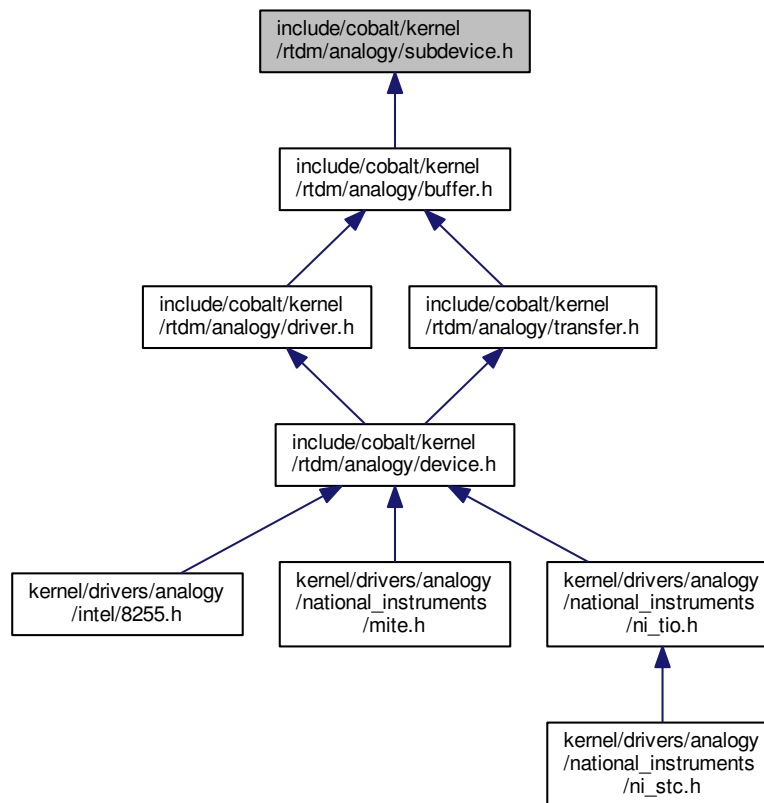 include/cobalt/kernel
/rtdm/analogy/subdevice.h
include/cobalt/kernel
/rtdm/analogy/buffer.h
include/cobalt/kernel
/rtdm/analogy/driver.h
include/cobalt/kernel
/rtdm/analogy/transfer.h
include/cobalt/kernel
/rtdm/analogy/device.h
kernel/drivers/analogy
/intel/8255.h
kernel/drivers/analogy
/national_instruments
/mite.h
kernel/drivers/analogy
/national_instruments
/ni_tio.h
kernel/drivers/analogy
/national_instruments
/ni_stc.h